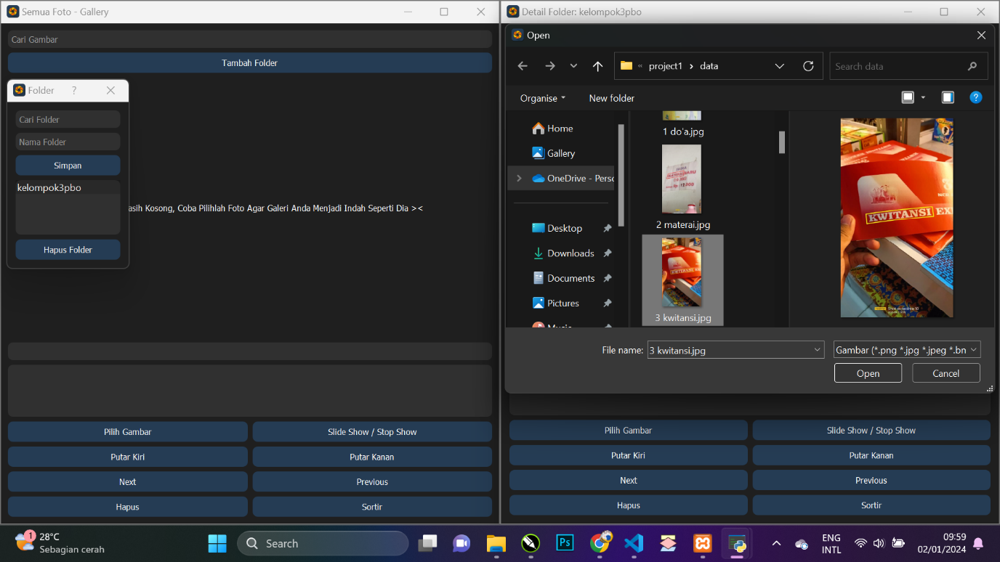 Semua Foto - Gallery
Cari Gambar
Tambah Folder
Folder
?
Cari Folder
Nama Folder
Simpan
kelompok3pbo
asih Kosong, Coba Pilihlah Foto Agar Galeri Anda Menjadi Indah Seperti Dia ><
Hapus Folder
Pilih Gambar
Slide Show / Stop Show
Putar Kiri
Putar Kanan
Next
Previous
Hapus
Sortir
Detail Folder: kelompok3pbo
Open
« project1 › data
Search data
Organise
New folder
?
Home
Gallery
OneDrive - Perso
Desktop
Downloads
Documents
Pictures
Music
1 do'a.jpg
2 materai.jpg
3 kwitansi.jpg
KWITANSI EX
File name:
3 kwitansi.jpg
Gambar (*.png *.jpg *.jpeg *.bn
Open
Cancel
Pilih Gambar
Slide Show / Stop Show
Putar Kiri
Putar Kanan
Next
Previous
Hapus
Sortir
1
28°C
Sebagian cerah
Search
Ps
ENG
INTL
09:59
02/01/2024